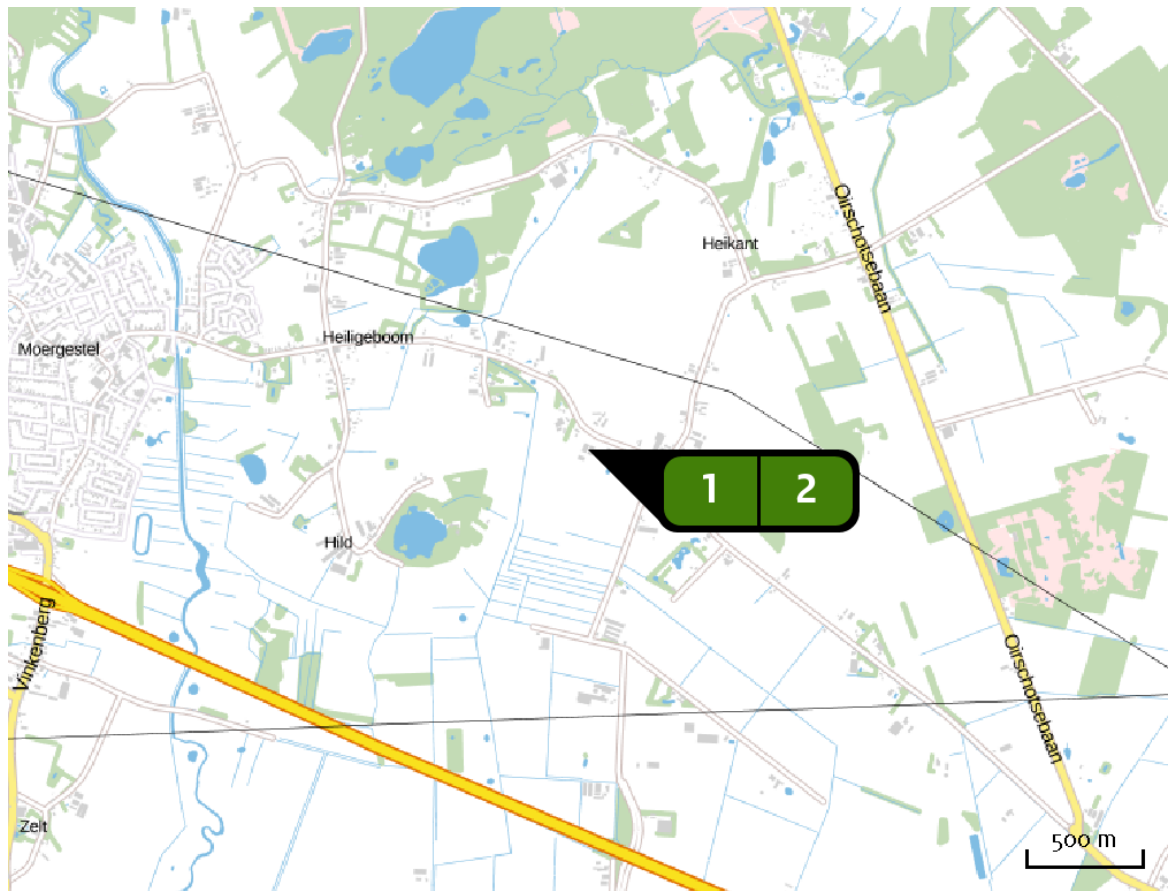 Oirschotsebaan
Heikant
Heiligeboom
Moergestel
1 2
Hild
Vinkenberg
Oirschotsebaan
Zelt
500 m